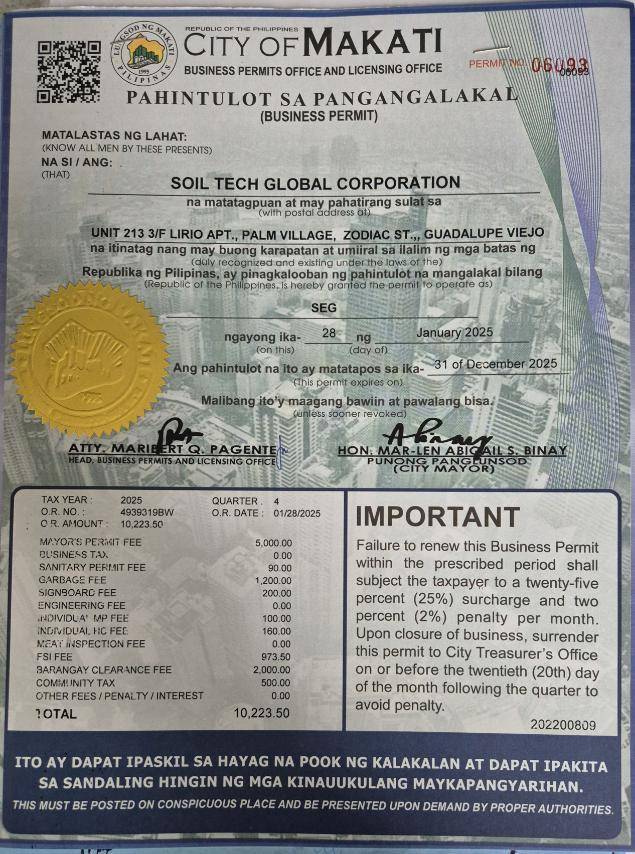 LUNGSOD NG MAKATI
PILIPINAS
1995
REPUBLIC OF THE PHILIPPINES
CITY OF MAKATI
BUSINESS PERMITS OFFICE AND LICENSING OFFICE
PERMIT NO. 06093
06093
PAHINTULOT SA PANGANGALAKAL
(BUSINESS PERMIT)
MATALASTAS NG LAHAT:
(KNOW ALL MEN BY THESE PRESENTS)
NA SI / ANG:
(THAT)
SOIL TECH GLOBAL CORPORATION
na matatagpuan at may pahatirang sulat sa
(with postal address at)
UNIT 213 3/F LIRIO APT., PALM VILLAGE, ZODIAC ST.,, GUADALUPE VIEJO
na itinatag nang may buong karapatan at umiiral sa ilalim ng mga batas ng
(duly recognized and existing under the laws of the)
Republika ng Pilipinas, ay pinagkalooban ng pahintulot na mangalakal bilang
(Republic of the Philippines, is hereby granted the permit to operate as)
SEG
ngayong ika- 28 ng January 2025
(on this) (day of)
Ang pahintulot na ito ay matatapos sa ika- 31 of December 2025
(This permit expires on)
Malibang ito'y maagang bawiin at pawalang bisa.
(unless sooner revoked)
ATTY. MARIBERT Q. PAGENTE
HEAD, BUSINESS PERMITS AND LICENSING OFFICE
HON. MAR-LEN ABIGAIL S. BINAY
PUNONG PANGLUNSOD
(CITY MAYOR)
TAX YEAR : 2025 QUARTER : 4
O.R. NO. : 4939319BW O.R. DATE : 01/28/2025
O.R. AMOUNT : 10,223.50
MAYOR'S PERMIT FEE 5,000.00
BUSINESS TAX 0.00
SANITARY PERMIT FEE 90.00
GARBAGE FEE 1,200.00
SIGNBOARD FEE 200.00
ENGINEERING FEE 0.00
INDIVIDUAL MP FEE 100.00
INDIVIDUAL HC FEE 160.00
MEAT INSPECTION FEE 0.00
FSI FEE 973.50
BARANGAY CLEARANCE FEE 2,000.00
COMMUNITY TAX 500.00
OTHER FEES / PENALTY / INTEREST 0.00
TOTAL 10,223.50
IMPORTANT
Failure to renew this Business Permit
within the prescribed period shall
subject the taxpayer to a twenty-five
percent (25%) surcharge and two
percent (2%) penalty per month.
Upon closure of business, surrender
this permit to City Treasurer's Office
on or before the twentieth (20th) day
of the month following the quarter to
avoid penalty.
202200809
ITO AY DAPAT IPASKIL SA HAYAG NA POOK NG KALAKALAN AT DAPAT IPAKITA
SA SANDALING HINGIN NG MGA KINAUUKULANG MAYKAPANGYARIHAN.
THIS MUST BE POSTED ON CONSPICUOUS PLACE AND BE PRESENTED UPON DEMAND BY PROPER AUTHORITIES.